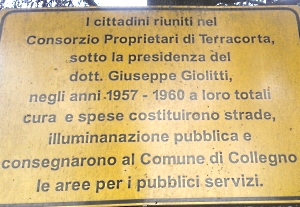 I cittadini riuniti nel
Consorzio Proprietari di Terracorta,
sotto la presidenza del
dott. Giuseppe Giolitti,
negli anni 1957 - 1960 a loro totali
cura e spese costituirono strade,
illuminanazione pubblica e
consegnarono al Comune di Collegno
le aree per i pubblici servizi.